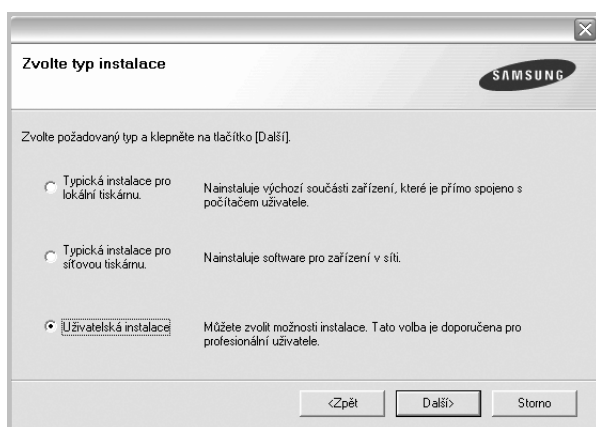 Zvolte typ instalace
SAMSUNG
Zvolte požadovaný typ a klepněte na tlačítko [Další].
Typická instalace pro
lokální tiskárnu.
Nainstaluje výchozí součásti zařízení, které je přímo spojeno s
počítačem uživatele.
Typická instalace pro
síťovou tiskárnu.
Nainstaluje software pro zařízení v síti.
Uživatelská instalace
Můžete zvolit možnosti instalace. Tato volba je doporučena pro
profesionální uživatele.
<Zpět
Další>
Storno